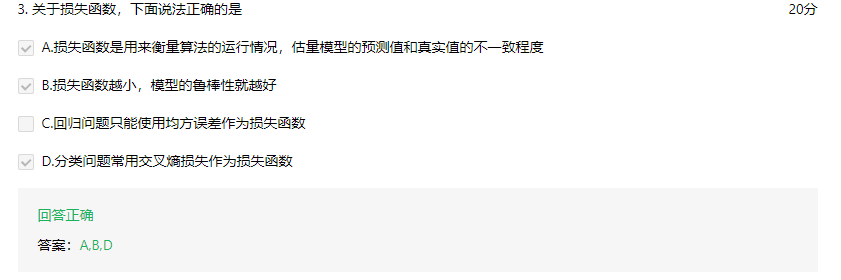 3. 关于损失函数，下面说法正确的是 20分
A.损失函数是用来衡量算法的运行情况，估量模型的预测值和真实值的不一致程度
B.损失函数越小，模型的鲁棒性就越好
C.回归问题只能使用均方误差作为损失函数
D.分类问题常用交叉熵损失作为损失函数
回答正确
答案：A,B,D